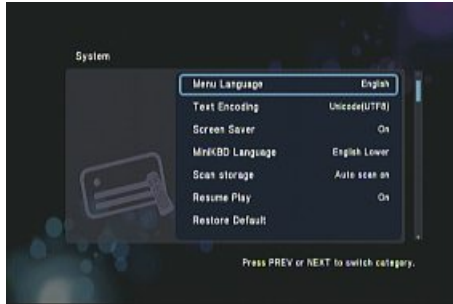 System
Menu Language English
Text Encoding Unicode(UTF8)
Screen Saver On
MiniKBD Language English Lower
Scan storage Auto scan on
Resume Play On
Restore Default
Press PREV or NEXT to switch category.